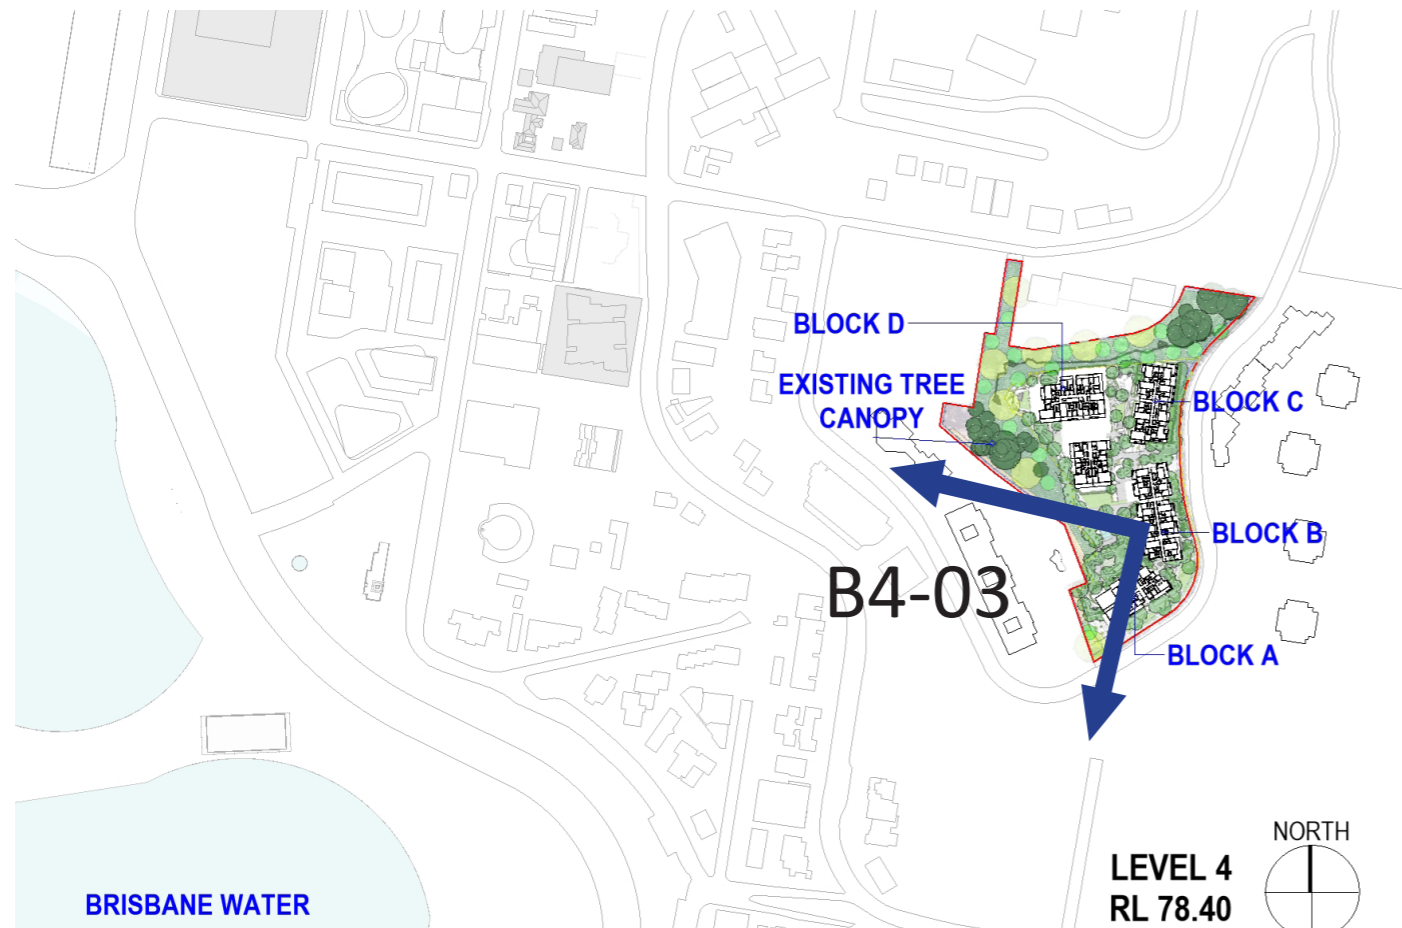 BLOCK D
EXISTING TREE
CANOPY
BLOCK C
BLOCK B
B4-03
BLOCK A
NORTH
LEVEL 4
RL 78.40
BRISBANE WATER